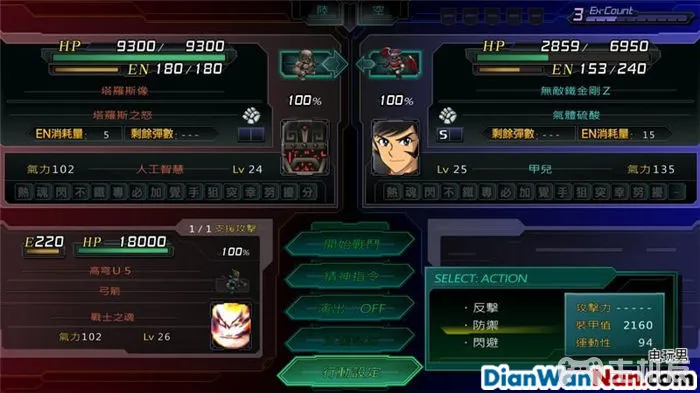 陸 空
3 Ex-Count
HP 9300 / 9300
EN 180/180
塔羅斯像
100%
塔羅斯之怒
EN消耗量： 5 剩餘彈數：---
氣力102 人工智慧 Lv 24
熱 魂 閃 不 鐵 專 必 加 覺 手 狙 突 幸 努 擾 分
HP 2859 / 6950
EN 153/240
無敵鐵金剛Z
100%
氣體硫酸
S 剩餘彈數：--- EN消耗量： 15
Lv 25 甲兒 氣力135
熱 魂 閃 不 鐵 專 必 加 覺 手 狙 突 幸 努
1/1 支援攻擊
E220 HP 18000
100%
高弯U5
弓箭
戰士之魂
氣力102 Lv 26
開始戰鬥
精神指令
演出 OFF
行動設定
SELECT: ACTION
・反擊
・防禦
・閃避
攻擊力 -----
裝甲值 2160
運動性 94
电玩男
DianWanNan.com